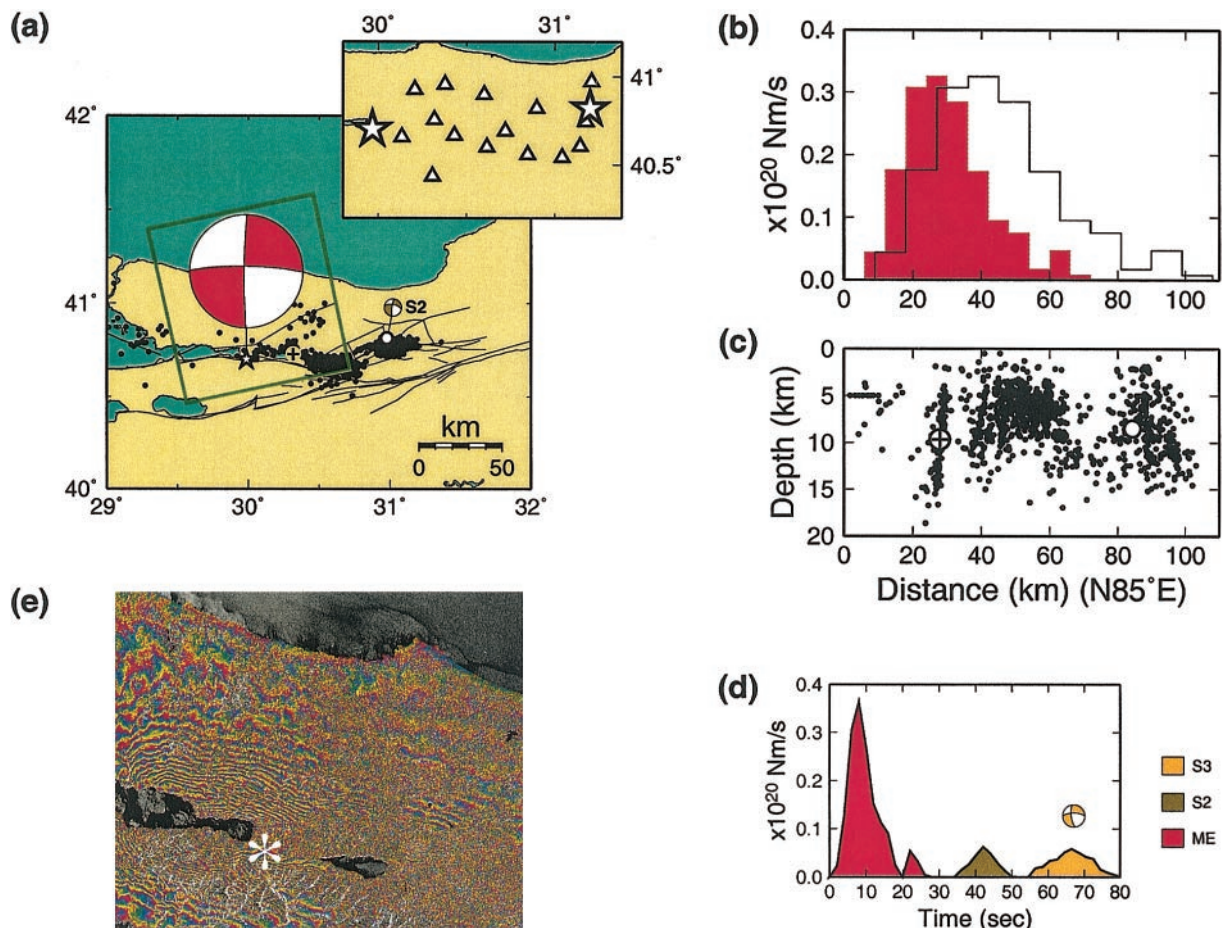 (a)
30˚ 31˚
41˚
40.5˚
42˚
41˚
40˚
29˚ 30˚ 31˚ 32˚
S2
km
0 50
(b)
x10²⁰ Nm/s
0.4
0.3
0.2
0.1
0.0
0 20 40 60 80 100
(c)
Depth (km)
0
5
10
15
20
0 20 40 60 80 100
Distance (km) (N85˚E)
(e)
(d)
x10²⁰ Nm/s
0.4
0.3
0.2
0.1
0.0
0 10 20 30 40 50 60 70 80
Time (sec)
S3
S2
ME